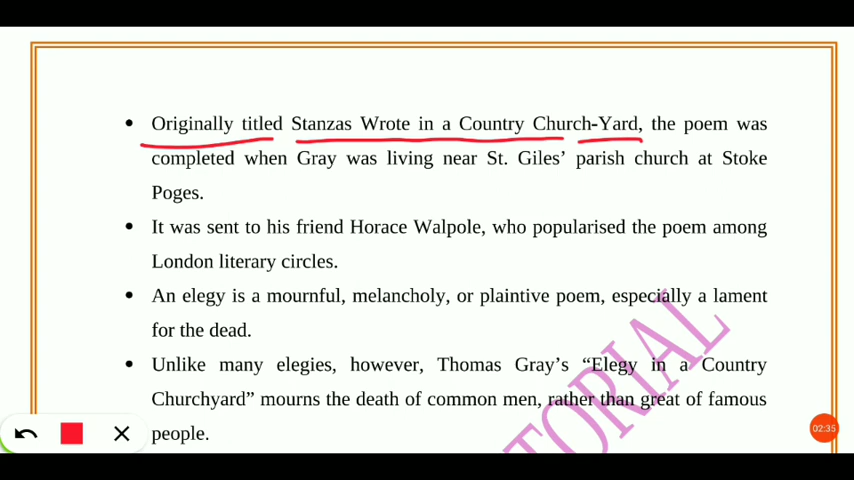 • Originally titled Stanzas Wrote in a Country Church-Yard, the poem was
completed when Gray was living near St. Giles’ parish church at Stoke
Poges.
• It was sent to his friend Horace Walpole, who popularised the poem among
London literary circles.
• An elegy is a mournful, melancholy, or plaintive poem, especially a lament
for the dead.
• Unlike many elegies, however, Thomas Gray’s “Elegy in a Country
Churchyard” mourns the death of common men, rather than great of famous
people.
02:35